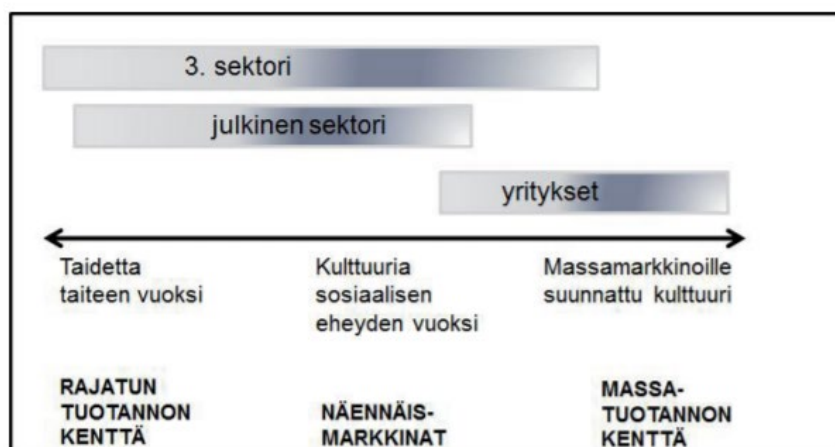 3. sektori
julkinen sektori
yritykset
Taidetta
taiteen vuoksi
Kulttuuria
sosiaalisen
eheyden vuoksi
Massamarkkinoille
suunnattu kulttuuri
RAJATUN
TUOTANNON
KENTTÄ
NÄENNÄIS-
MARKKINAT
MASSA-
TUOTANNON
KENTTÄ